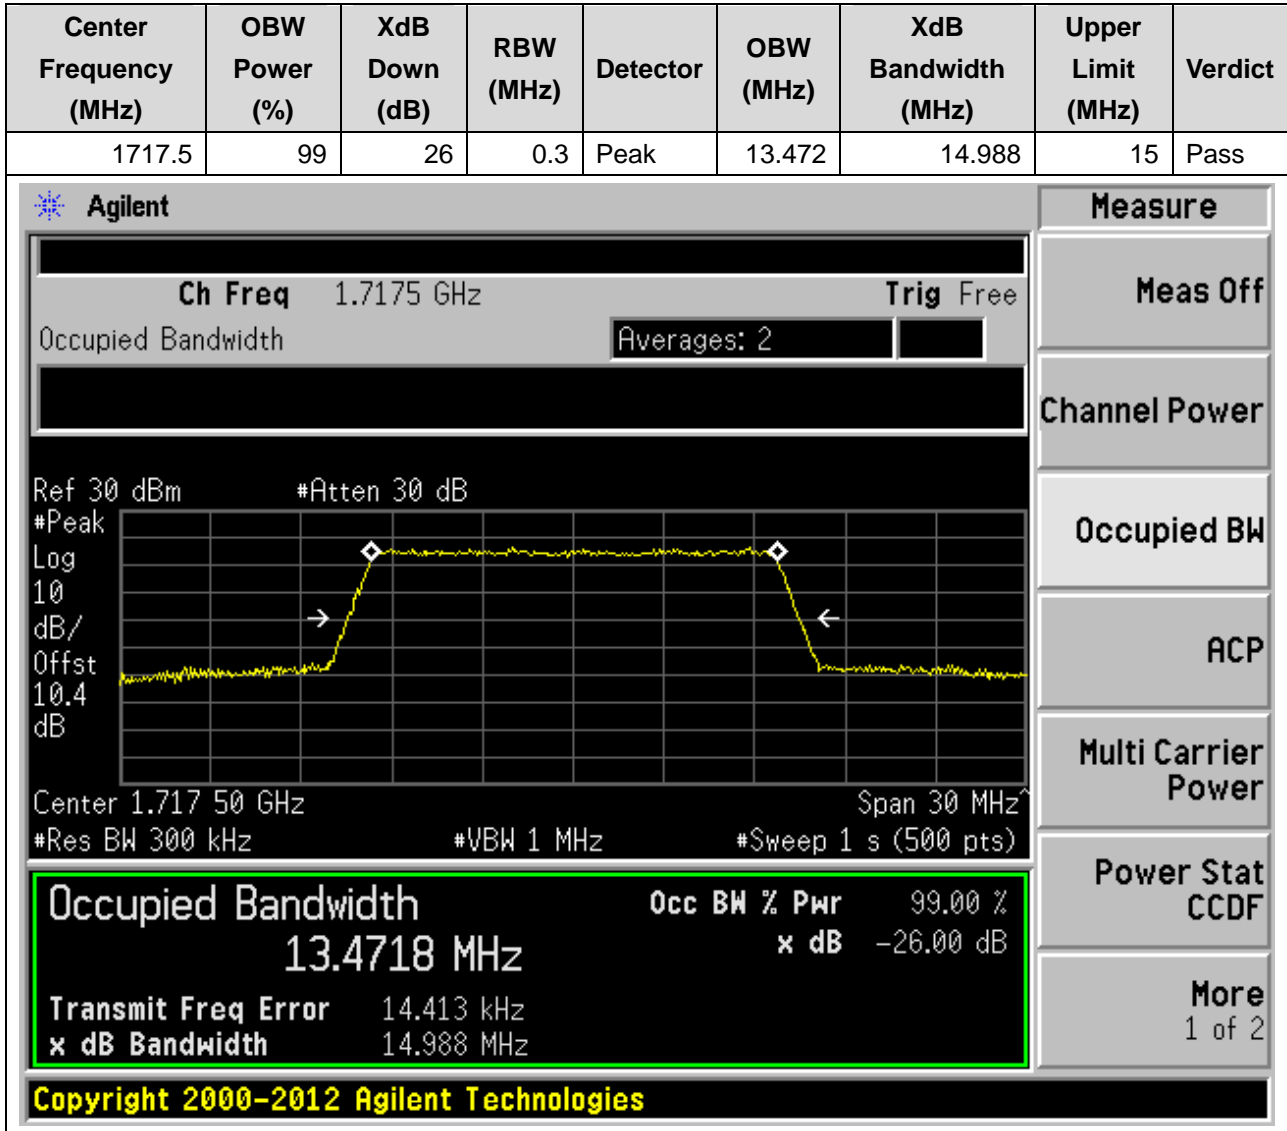 Center Frequency (MHz) OBW Power (%) XdB Down (dB) RBW (MHz) Detector OBW (MHz) XdB Bandwidth (MHz) Upper Limit (MHz) Verdict
1717.5 99 26 0.3 Peak 13.472 14.988 15 Pass
Agilent
Measure
Ch Freq 1.7175 GHz Trig Free
Meas Off
Occupied Bandwidth Averages: 2
Channel Power
Ref 30 dBm #Atten 30 dB
#Peak
Log
10
dB/
Offst
10.4
dB
Occupied BW
ACP
Multi Carrier
Power
Center 1.717 50 GHz Span 30 MHz^
#Res BW 300 kHz #VBW 1 MHz #Sweep 1 s (500 pts)
Power Stat
CCDF
Occupied Bandwidth Occ BW % Pwr 99.00 %
13.4718 MHz x dB -26.00 dB
Transmit Freq Error 14.413 kHz
x dB Bandwidth 14.988 MHz
More
1 of 2
Copyright 2000-2012 Agilent Technologies